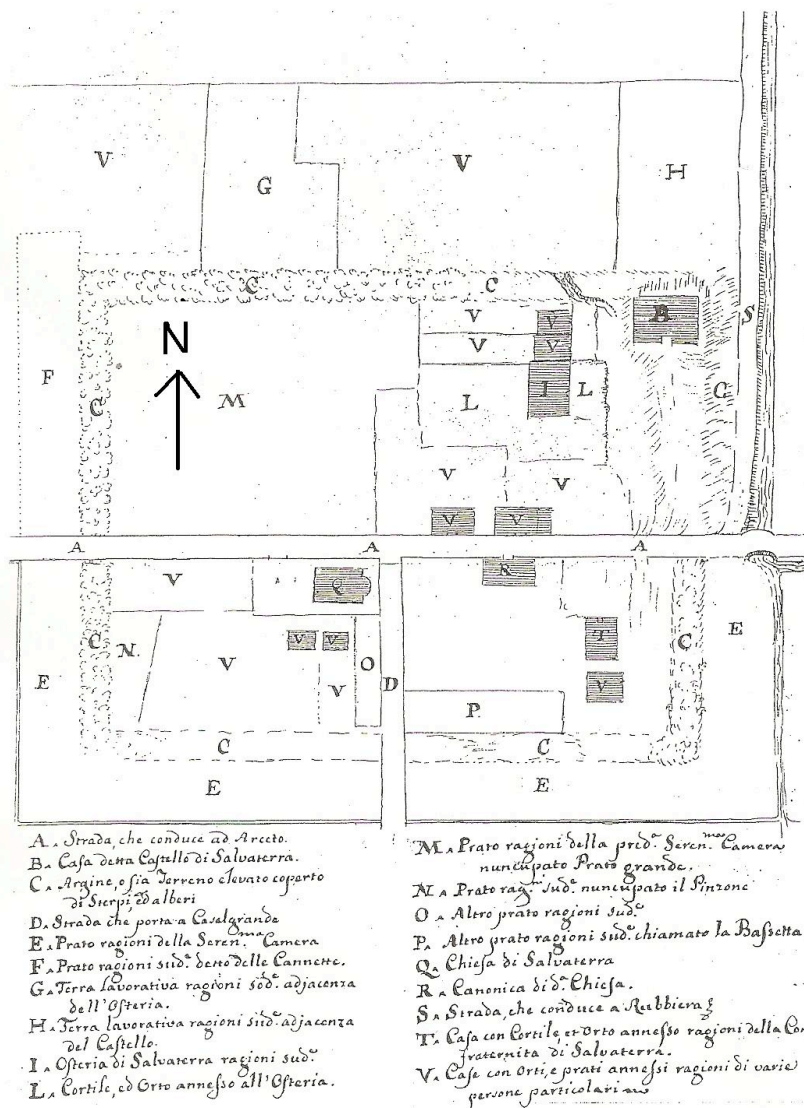 V
G
V
H
C
C
V
V
B
S
N
V
V
F
C
M
L
I
L
C
V
V
V
V
A
A
A
V
Q
R
C
N
V
V
V
O
T
C
E
E
V
D
V
P
C
C
E
E
A. Strada, che conduce ad Arceto.
B. Casa detta Castello di Salvaterra.
C. Argine, o sia Terreno elevato coperto
di Sterpi, ed alberi
D. Strada che porta a Caselgrande
E. Prato ragioni della Seren.ma Camera
F. Prato ragioni sud.e detto delle Cannette.
G. Terra lavorativa ragioni sod.e adjacenza
dell'Osteria.
H. Terra lavorativa ragioni sud.e adjacenza
del Castello.
I. Osteria di Salvaterra ragioni sud.e
L. Cortile, ed Orto annesso all'Osteria.
M. Prato ragioni della pred.a Seren.ma Camera
nuncupato Prato grande.
N. Prato rag.ni sud.e nuncupato il Pinzone
O. Altro prato ragioni sud.e
P. Altro prato ragioni sud.e chiamato la Bassetta
Q. Chiesa di Salvaterra
R. Canonica di d.a Chiesa.
S. Strada, che conduce a Rubbiera
T. Casa con Cortile, et Orto annesso ragioni della Con
fraternita di Salvaterra.
V. Case con Orti, e prati annessi ragioni di varie
persone particolari